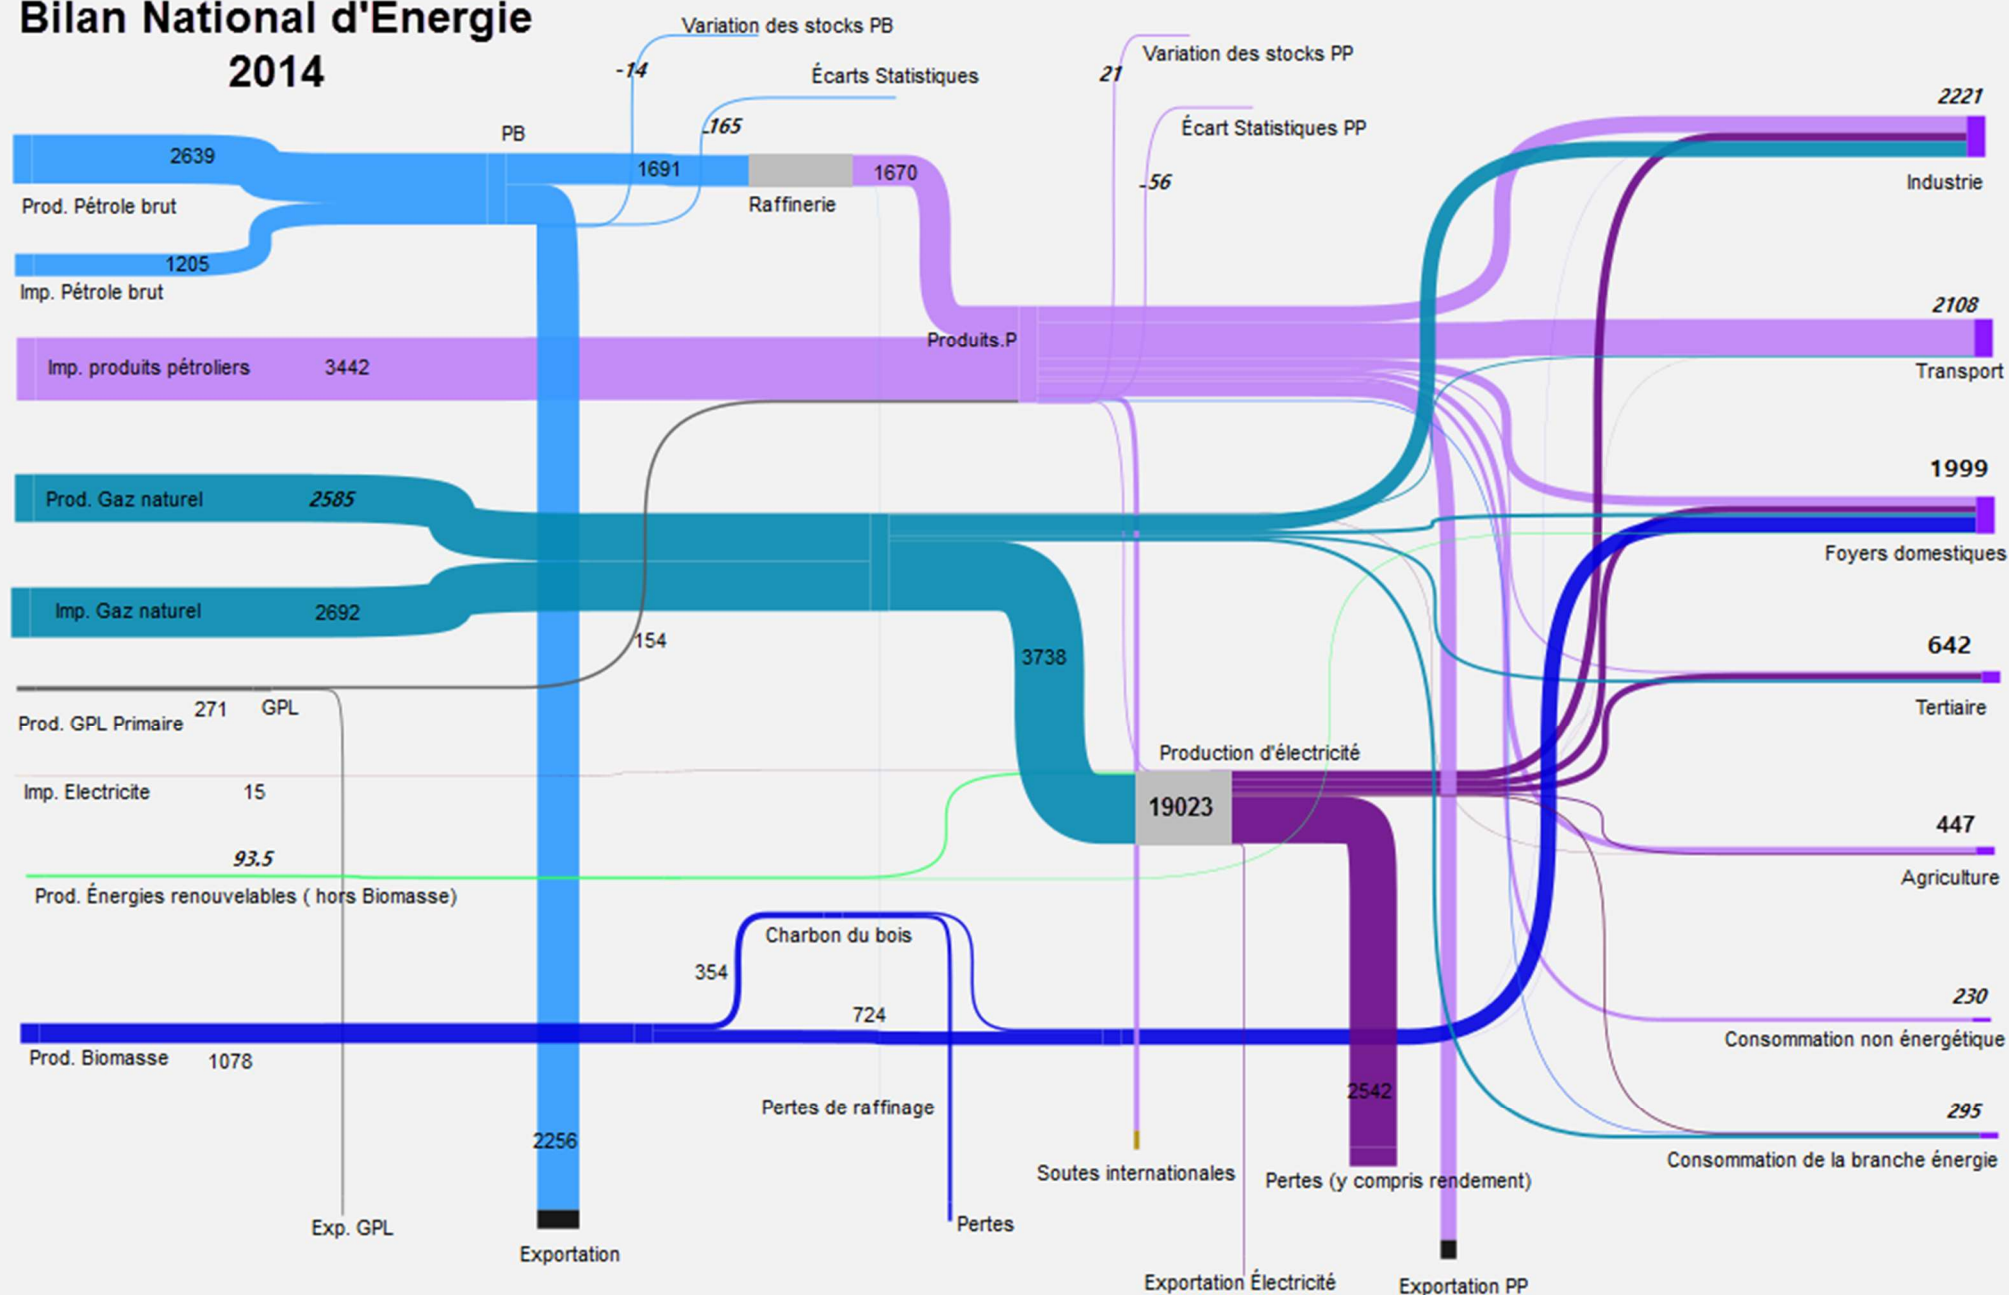 Bilan National d'Energie
2014
Variation des stocks PB
-14
Écarts Statistiques
-165
Variation des stocks PP
21
Écart Statistiques PP
-56
2221
Industrie
PB
2639
Prod. Pétrole brut
1691
Raffinerie
1670
1205
Imp. Pétrole brut
2108
Transport
Produits.P
Imp. produits pétroliers
3442
1999
Foyers domestiques
Prod. Gaz naturel
2585
Imp. Gaz naturel
2692
154
3738
642
Tertiaire
271
GPL
Prod. GPL Primaire
Production d'électricité
19023
Imp. Electricite
15
447
Agriculture
93.5
Prod. Énergies renouvelables ( hors Biomasse)
Charbon du bois
354
724
230
Consommation non énergétique
Prod. Biomasse
1078
Pertes de raffinage
2542
295
Consommation de la branche énergie
2256
Soutes internationales
Pertes (y compris rendement)
Exp. GPL
Pertes
Exportation
Exportation Électricité
Exportation PP